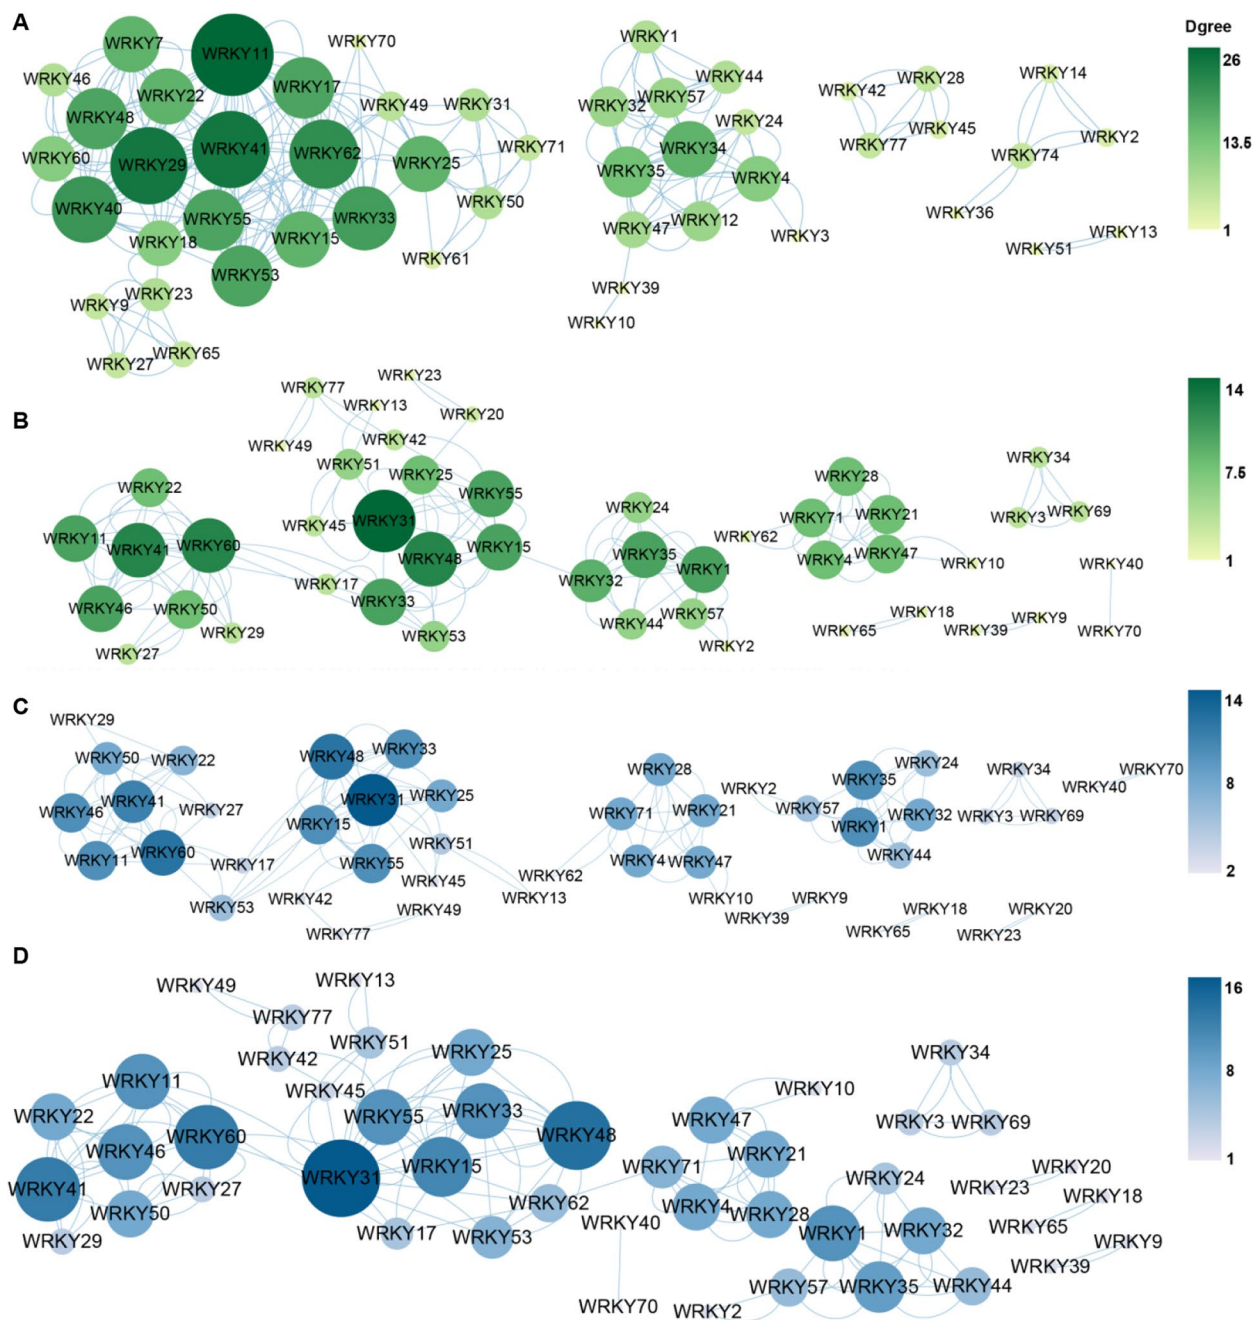 A
Dgree
WRKY7
WRKY11
WRKY70
WRKY1
26
WRKY46
WRKY22
WRKY17
WRKY44
WRKY28
WRKY14
WRKY42
WRKY48
WRKY49
WRKY31
WRKY32
WRKY57
WRKY24
WRKY45
WRKY2
13.5
WRKY60
WRKY29
WRKY41
WRKY62
WRKY25
WRKY71
WRKY35
WRKY34
WRKY77
WRKY74
WRKY4
WRKY40
WRKY55
WRKY33
WRKY50
WRKY47
WRKY12
WRKY3
WRKY36
1
WRKY18
WRKY15
WRKY61
WRKY51
WRKY13
WRKY53
WRKY9
WRKY23
WRKY39
WRKY10
WRKY27
WRKY65
B
WRKY77
WRKY23
14
WRKY13
WRKY20
WRKY49
WRKY42
WRKY34
WRKY51
WRKY25
WRKY28
7.5
WRKY22
WRKY55
WRKY24
WRKY71
WRKY21
WRKY3
WRKY69
WRKY11
WRKY41
WRKY60
WRKY45
WRKY31
WRKY15
WRKY62
WRKY48
WRKY35
WRKY4
WRKY47
WRKY10
WRKY40
1
WRKY17
WRKY32
WRKY1
WRKY46
WRKY50
WRKY33
WRKY57
WRKY18
WRKY9
WRKY29
WRKY53
WRKY44
WRKY65
WRKY39
WRKY70
WRKY27
WRKY2
C
14
WRKY29
WRKY50
WRKY22
WRKY48
WRKY33
WRKY28
WRKY35
WRKY24
WRKY34
WRKY70
WRKY2
WRKY40
8
WRKY46
WRKY41
WRKY27
WRKY31
WRKY25
WRKY71
WRKY21
WRKY57
WRKY32
WRKY3
WRKY69
WRKY15
WRKY1
WRKY11
WRKY60
WRKY17
WRKY55
WRKY51
WRKY4
WRKY47
WRKY44
2
WRKY45
WRKY62
WRKY53
WRKY42
WRKY49
WRKY13
WRKY10
WRKY9
WRKY18
WRKY20
WRKY39
WRKY77
WRKY65
WRKY23
D
WRKY49
WRKY13
16
WRKY77
WRKY51
WRKY42
WRKY25
WRKY34
8
WRKY11
WRKY45
WRKY10
WRKY22
WRKY55
WRKY33
WRKY47
WRKY3
WRKY69
WRKY60
WRKY48
WRKY46
WRKY21
1
WRKY15
WRKY71
WRKY24
WRKY20
WRKY41
WRKY27
WRKY31
WRKY23
WRKY50
WRKY62
WRKY4
WRKY28
WRKY18
WRKY29
WRKY17
WRKY53
WRKY40
WRKY1
WRKY32
WRKY65
WRKY9
WRKY39
WRKY57
WRKY35
WRKY44
WRKY70
WRKY2